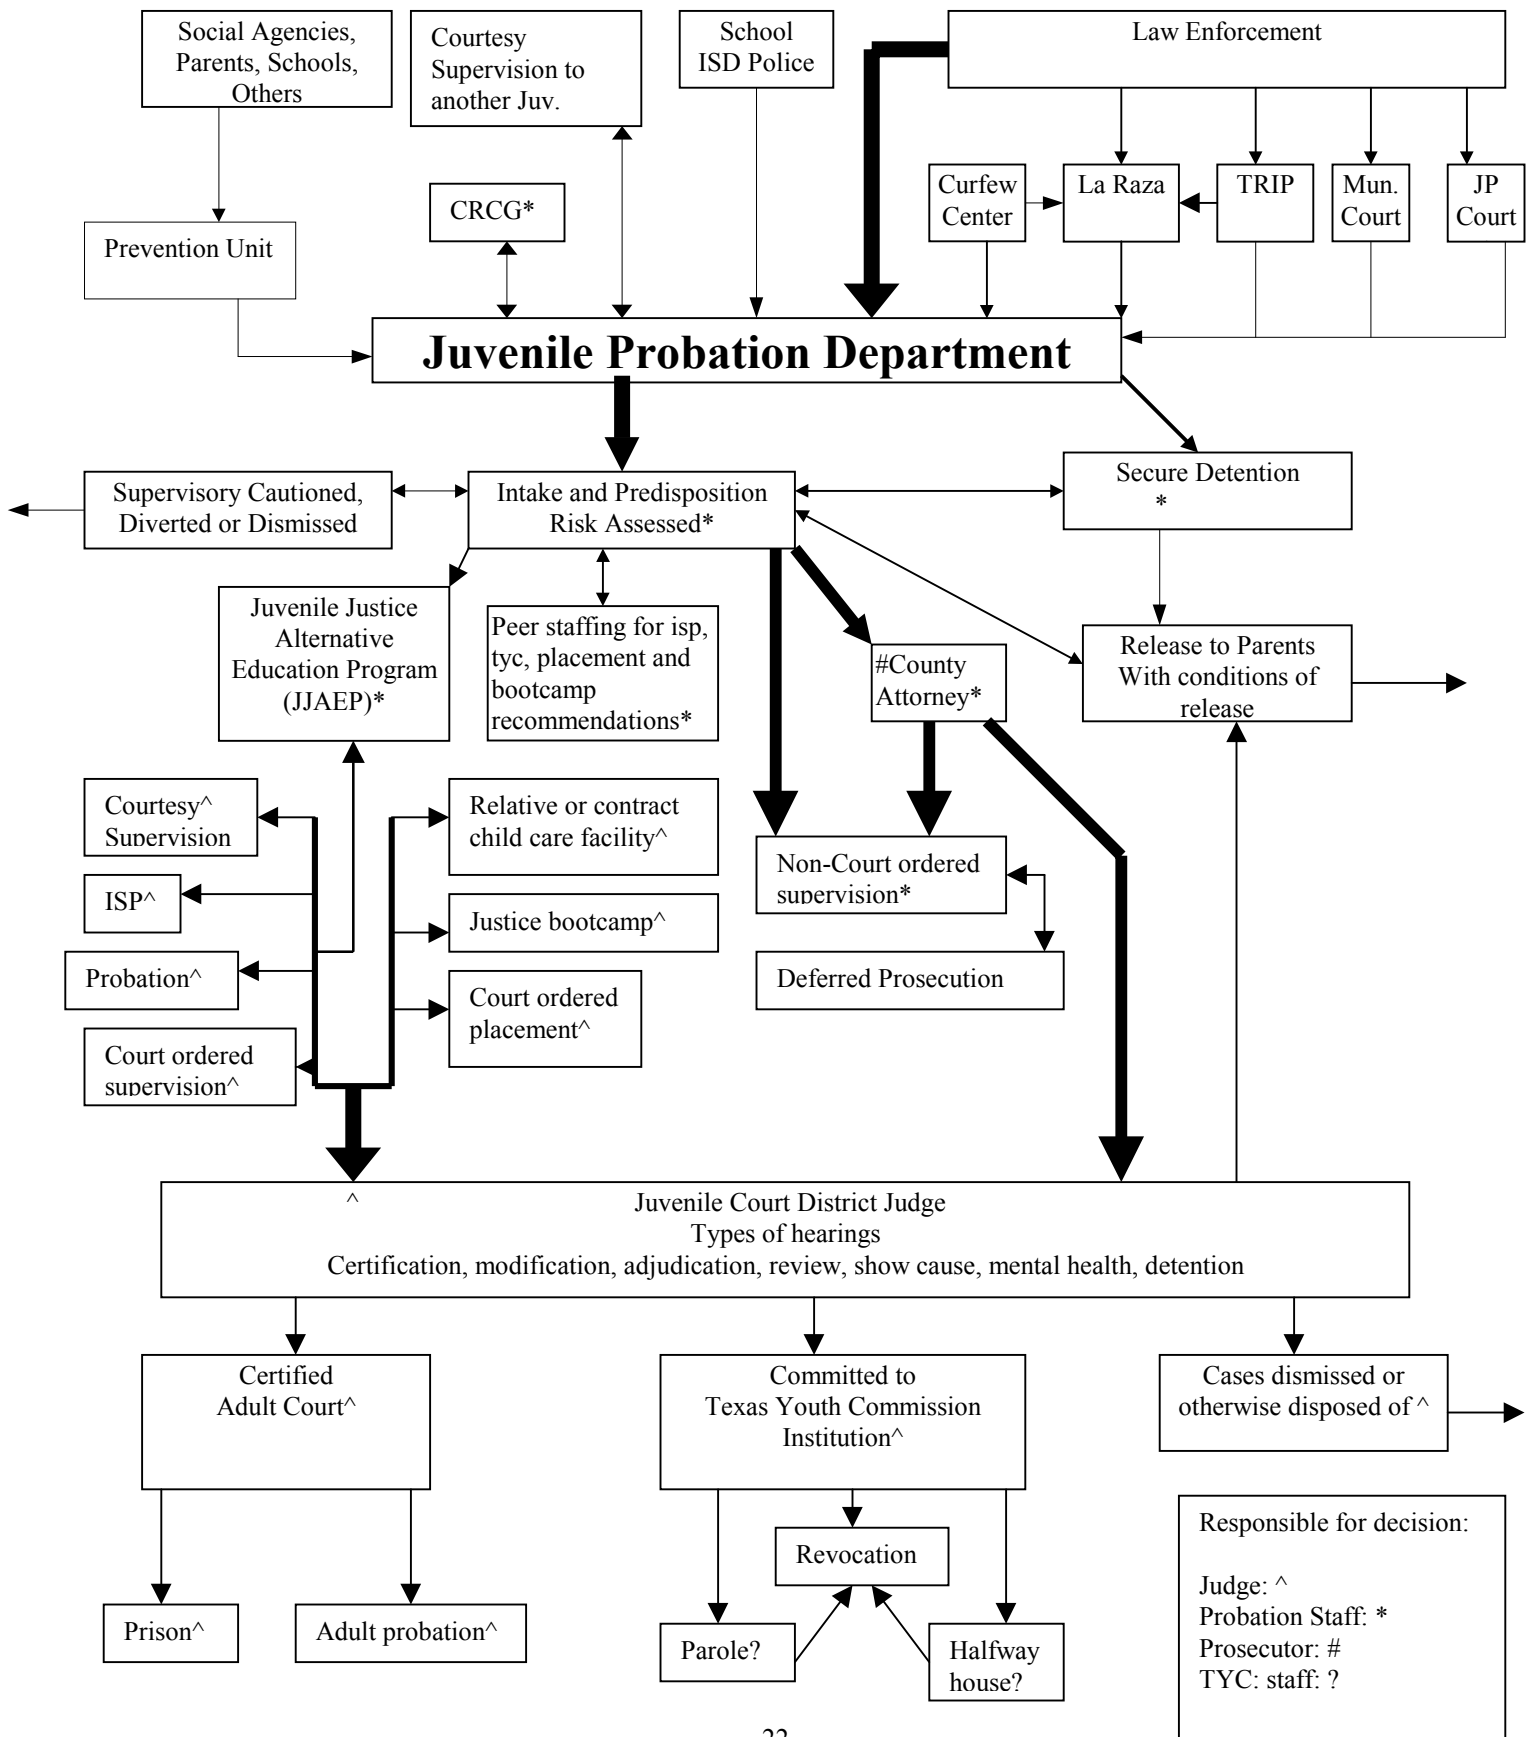 Social Agencies,
Parents, Schools,
Others
Courtesy
Supervision to
another Juv.
School
ISD Police
Law Enforcement
CRCG*
Curfew
Center
La Raza
TRIP
Mun.
Court
JP
Court
Prevention Unit
Juvenile Probation Department
Supervisory Cautioned,
Diverted or Dismissed
Intake and Predisposition
Risk Assessed*
Secure Detention
*
Juvenile Justice
Alternative
Education Program
(JJAEP)*
Peer staffing for isp,
tyc, placement and
bootcamp
recommendations*
#County
Attorney*
Release to Parents
With conditions of
release
Courtesy^
Supervision
Relative or contract
child care facility^
ISP^
Justice bootcamp^
Non-Court ordered
supervision*
Probation^
Court ordered
placement^
Deferred Prosecution
Court ordered
supervision^
^ Juvenile Court District Judge
Types of hearings
Certification, modification, adjudication, review, show cause, mental health, detention
Certified
Adult Court^
Committed to
Texas Youth Commission
Institution^
Cases dismissed or
otherwise disposed of ^
Revocation
Prison^
Adult probation^
Parole?
Halfway
house?
Responsible for decision:
Judge: ^
Probation Staff: *
Prosecutor: #
TYC: staff: ?